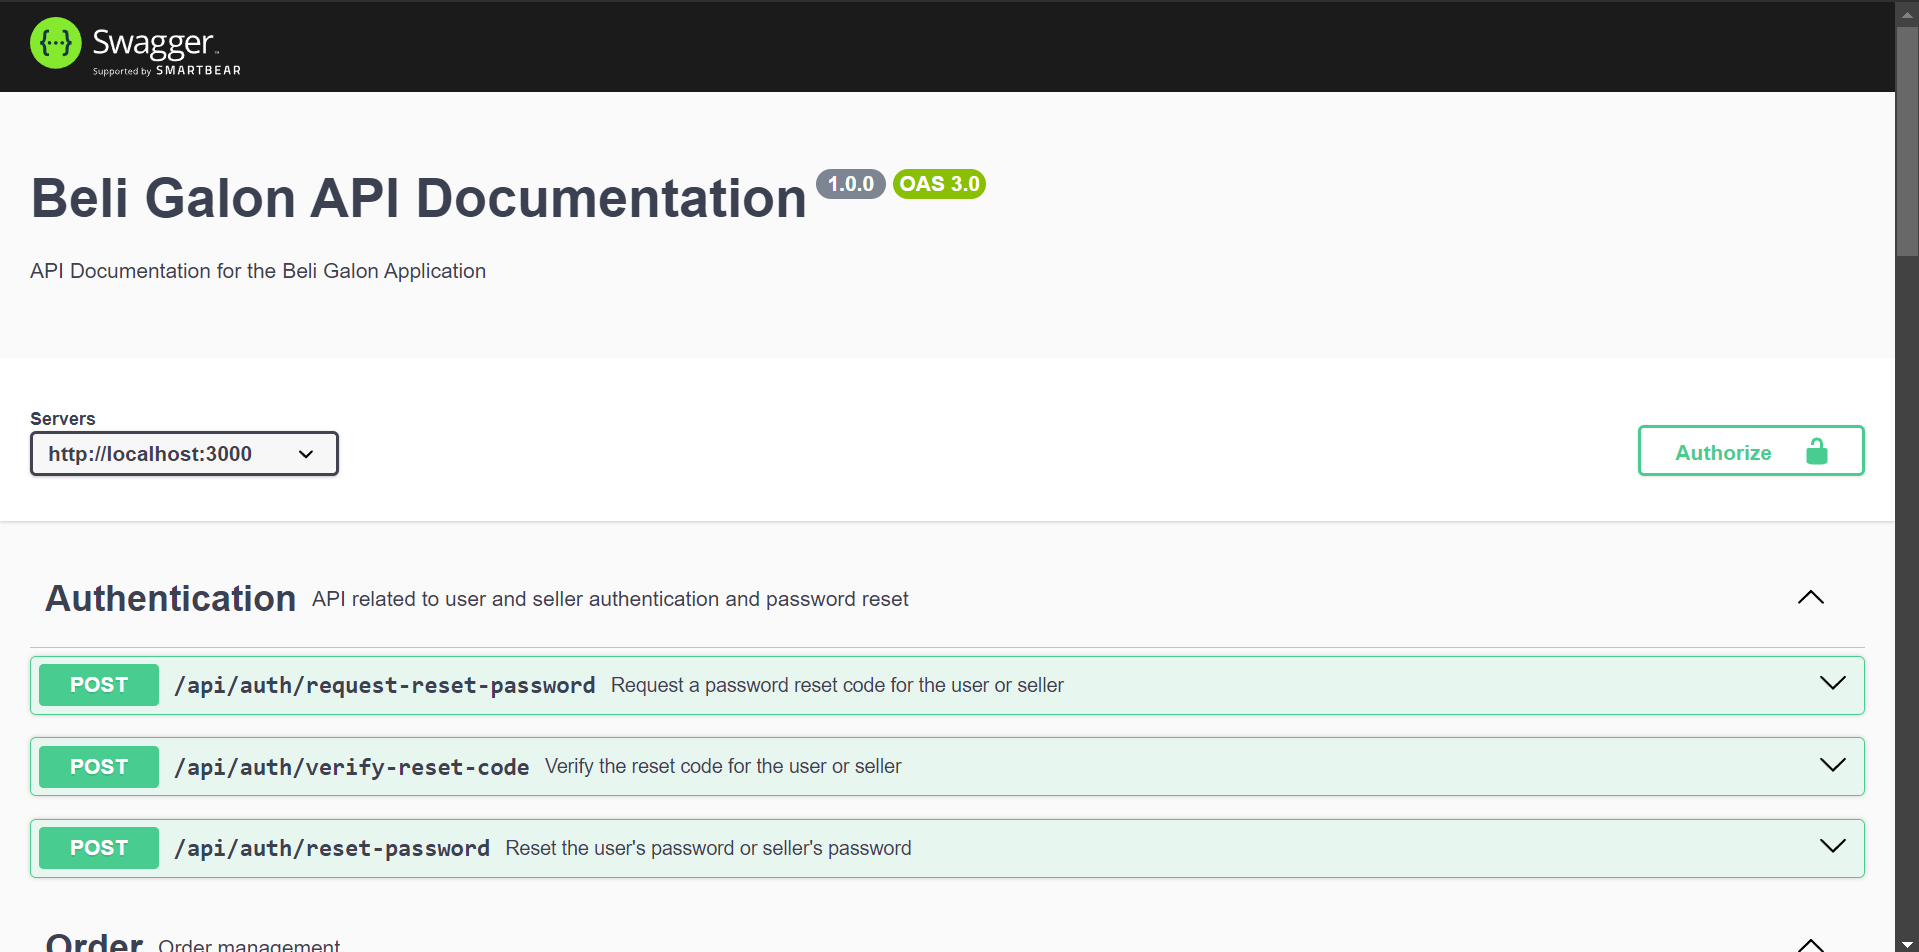 {···} Swagger™
Supported by SMARTBEAR
Beli Galon API Documentation 1.0.0 OAS 3.0
API Documentation for the Beli Galon Application
Servers
http://localhost:3000
Authorize
Authentication API related to user and seller authentication and password reset
POST /api/auth/request-reset-password Request a password reset code for the user or seller
POST /api/auth/verify-reset-code Verify the reset code for the user or seller
POST /api/auth/reset-password Reset the user's password or seller's password
Order Order management